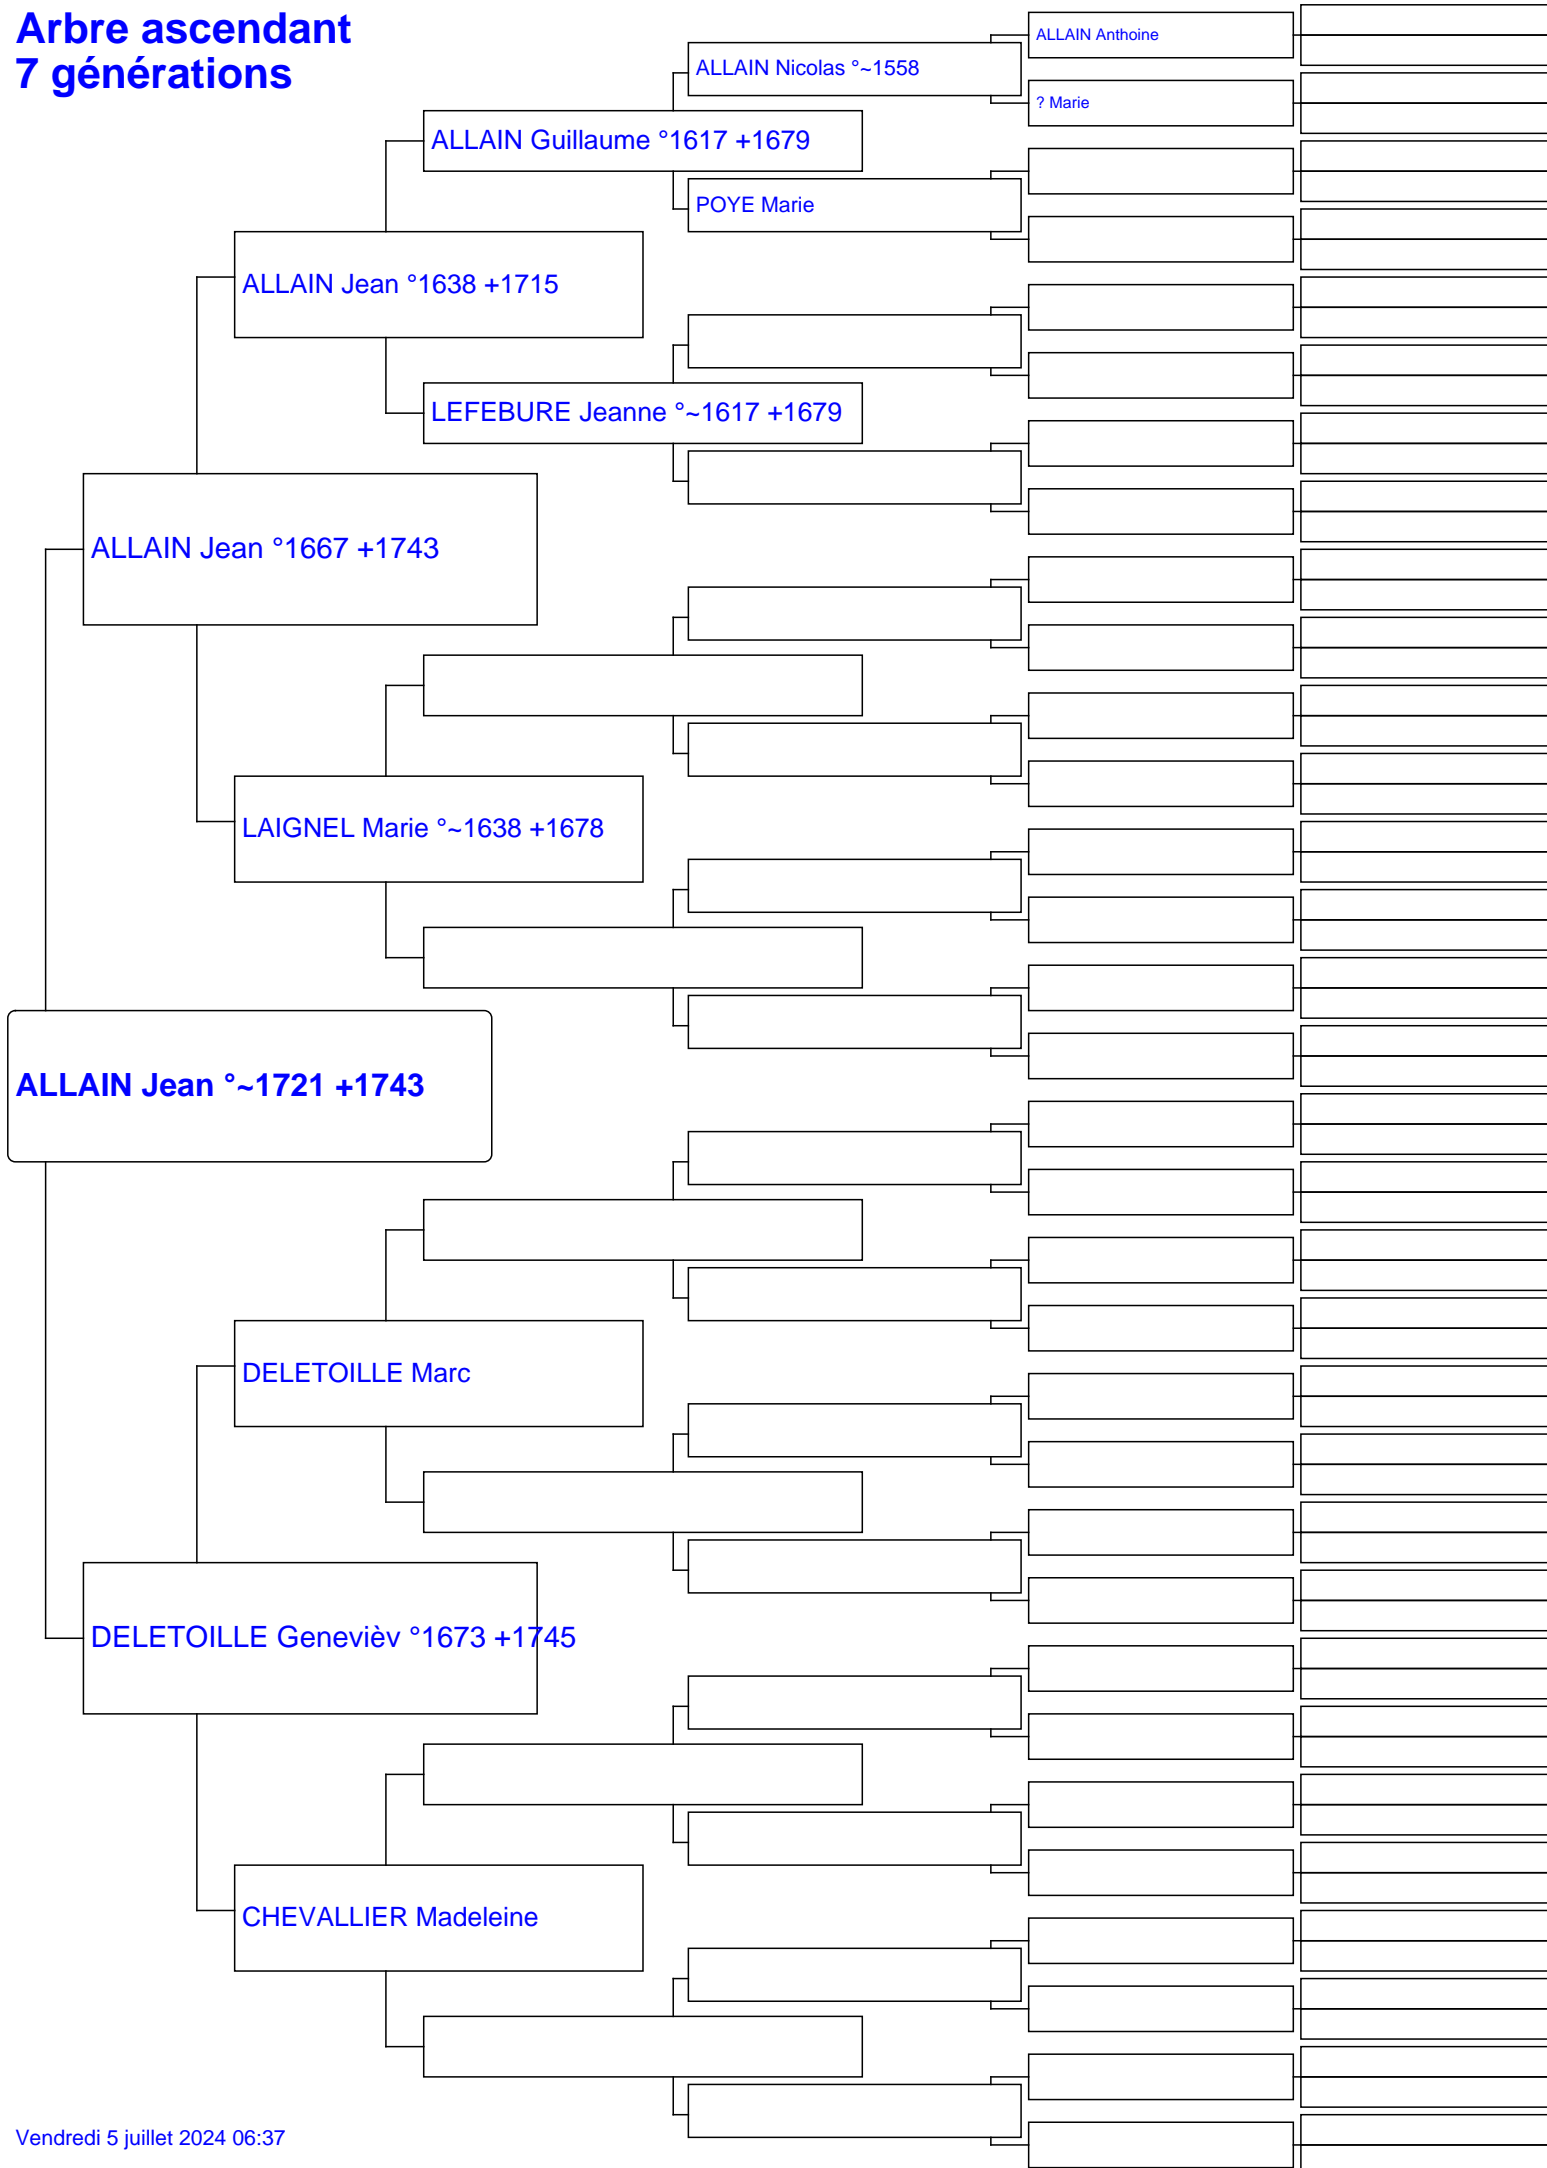 Arbre ascendant
7 générations
ALLAIN Anthoine
ALLAIN Nicolas °~1558
? Marie
ALLAIN Guillaume °1617 +1679
POYE Marie
ALLAIN Jean °1638 +1715
LEFEBURE Jeanne °~1617 +1679
ALLAIN Jean °1667 +1743
LAIGNEL Marie °~1638 +1678
ALLAIN Jean °~1721 +1743
DELETOILLE Marc
DELETOILLE Genevièv °1673 +1745
CHEVALLIER Madeleine
Vendredi 5 juillet 2024 06:37